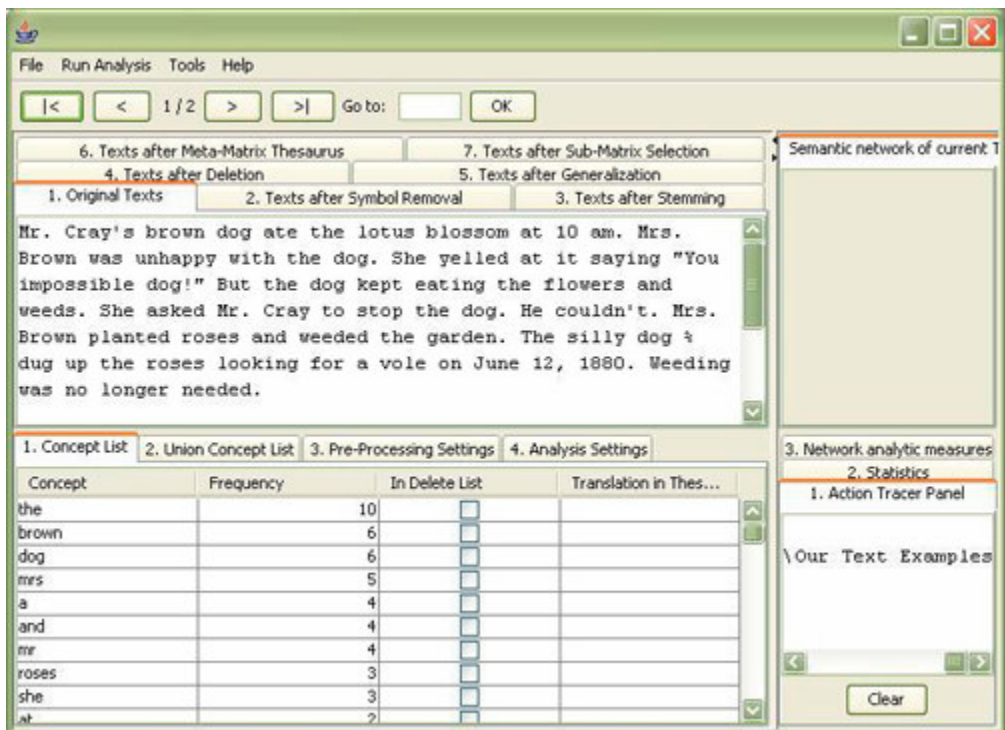 File Run Analysis Tools Help
|< < 1 / 2 > >| Go to: OK
6. Texts after Meta-Matrix Thesaurus 7. Texts after Sub-Matrix Selection
4. Texts after Deletion 5. Texts after Generalization
1. Original Texts 2. Texts after Symbol Removal 3. Texts after Stemming
Mr. Cray's brown dog ate the lotus blossom at 10 am. Mrs.
Brown was unhappy with the dog. She yelled at it saying "You
impossible dog!" But the dog kept eating the flowers and
weeds. She asked Mr. Cray to stop the dog. He couldn't. Mrs.
Brown planted roses and weeded the garden. The silly dog %
dug up the roses looking for a vole on June 12, 1880. Weeding
was no longer needed.
Semantic network of current T
1. Concept List 2. Union Concept List 3. Pre-Processing Settings 4. Analysis Settings
Concept Frequency In Delete List Translation in Thes...
the 10
brown 6
dog 6
mrs 5
a 4
and 4
mr 4
roses 3
she 3
at 2
3. Network analytic measures
2. Statistics
1. Action Tracer Panel
\Our Text Examples
Clear